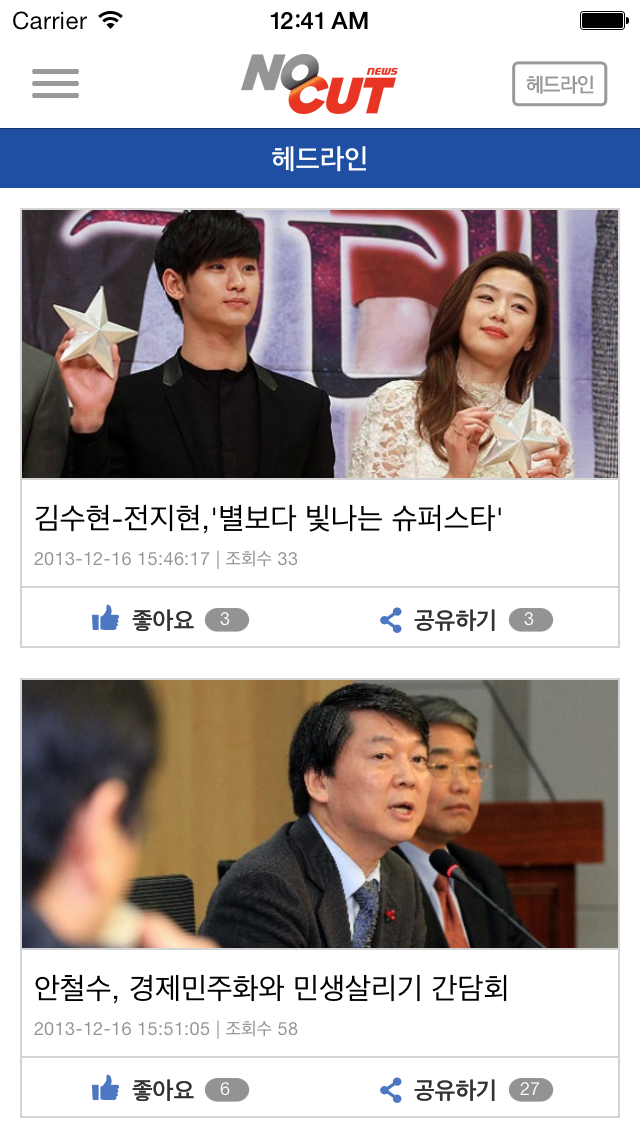 Carrier 12:41 AM
NO CUT NEWS
헤드라인
헤드라인
김수현-전지현,'별보다 빛나는 슈퍼스타'
2013-12-16 15:46:17 | 조회수 33
좋아요 3 공유하기 3
안철수, 경제민주화와 민생살리기 간담회
2013-12-16 15:51:05 | 조회수 58
좋아요 6 공유하기 27